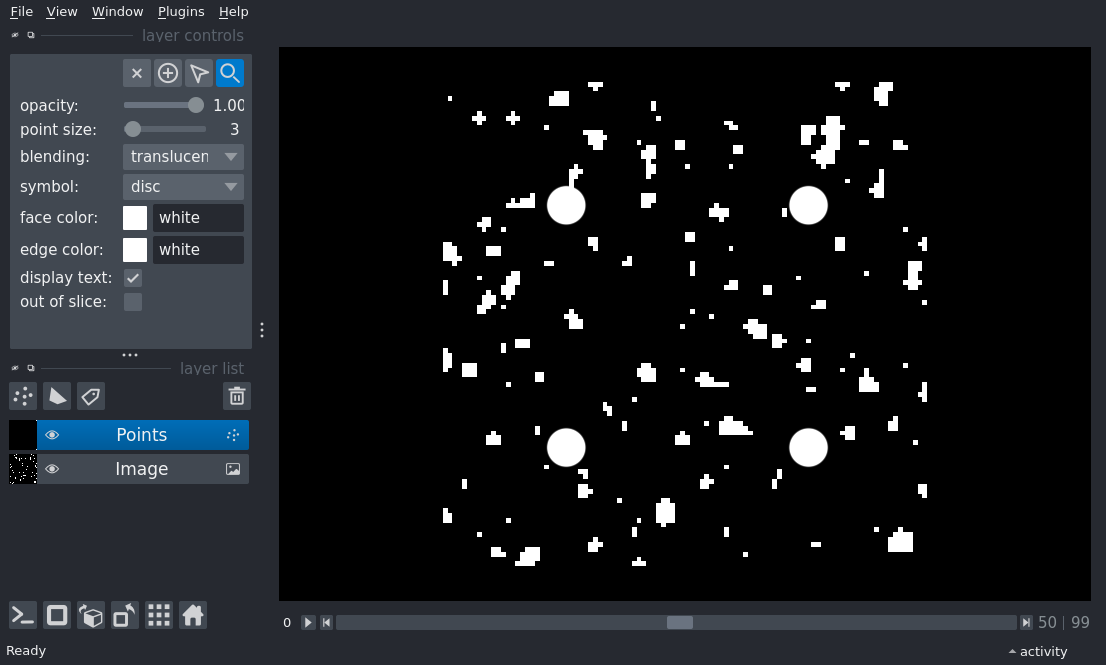 File View Window Plugins Help
layer controls
opacity: 1.00
point size: 3
blending: translucen
symbol: disc
face color: white
edge color: white
display text:
out of slice:
layer list
Points
Image
0 50 | 99
Ready activity